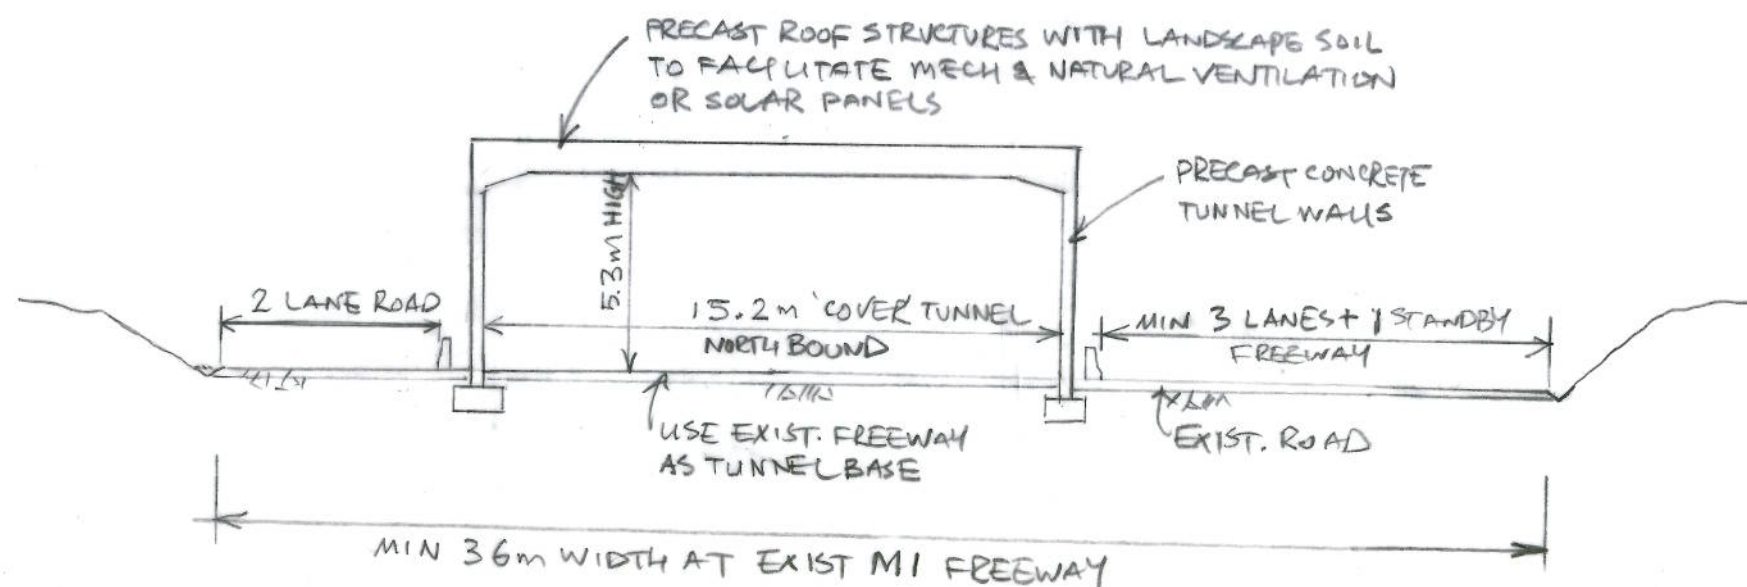 PRECAST ROOF STRUCTURES WITH LANDSCAPE SOIL
TO FACILITATE MECH & NATURAL VENTILATION
OR SOLAR PANELS
PRECAST CONCRETE
TUNNEL WALLS
5.3m HIGH
2 LANE ROAD
15.2m 'COVER' TUNNEL
NORTH BOUND
MIN 3 LANES + 1 STANDBY
FREEWAY
USE EXIST. FREEWAY
AS TUNNEL BASE
EXIST. ROAD
MIN 36m WIDTH AT EXIST M1 FREEWAY